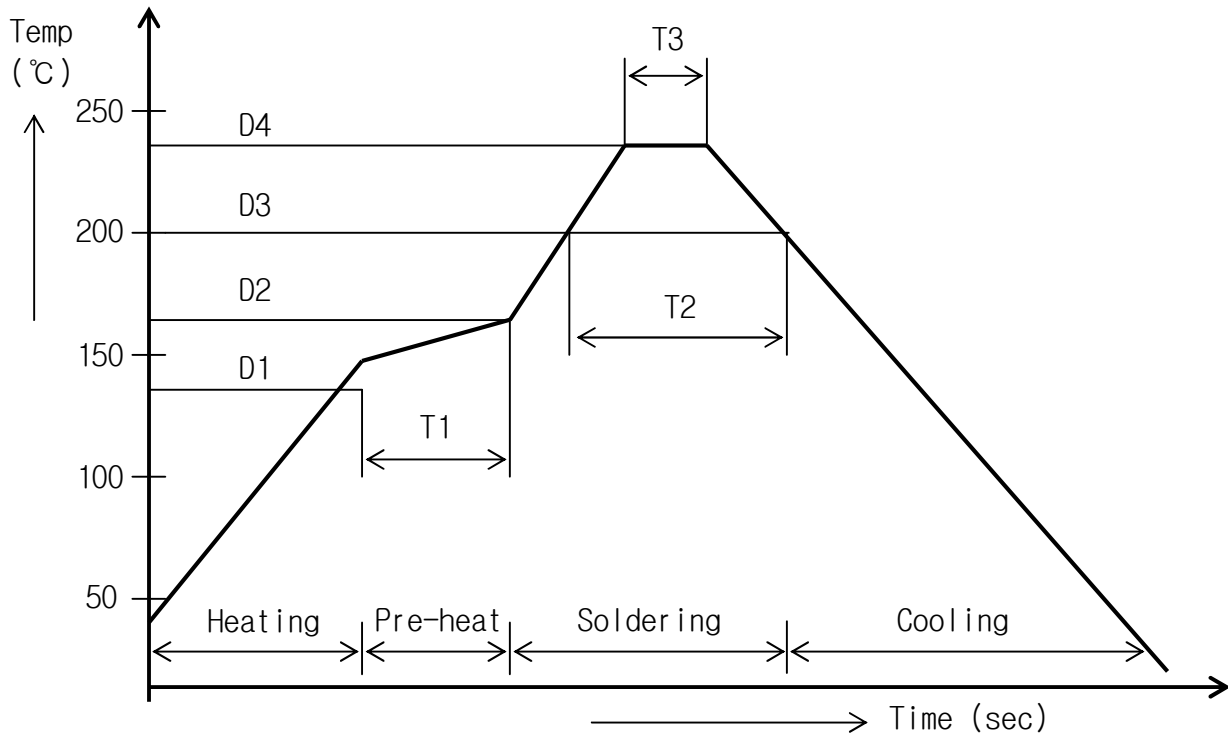 Temp
(℃)
T3
250
D4
D3
200
D2
T2
150
D1
T1
100
50
Heating
Pre-heat
Soldering
Cooling
Time (sec)